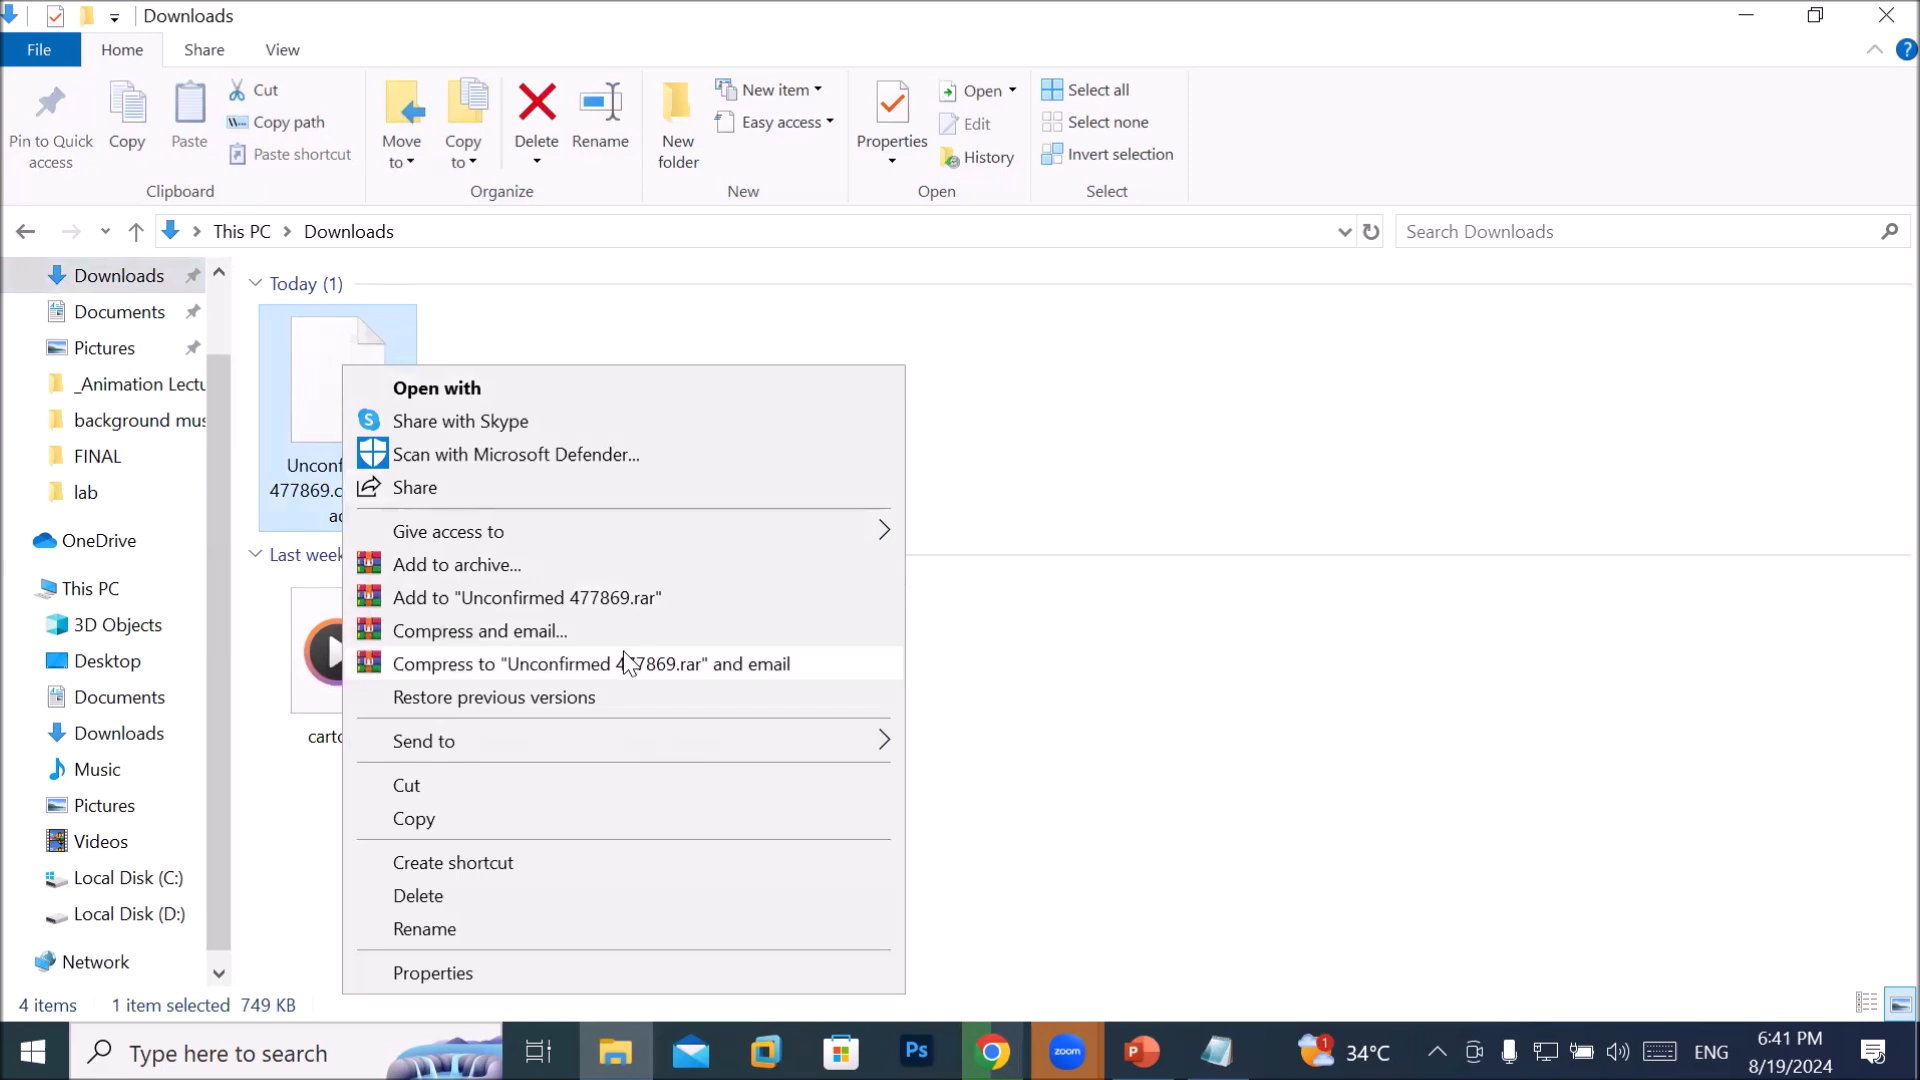 Downloads
File
Home
Share
View
Pin to Quick
access
Copy
Paste
Cut
Copy path
Paste shortcut
Clipboard
Move
to
Copy
to
Delete
Rename
Organize
New
folder
New item
Easy access
New
Properties
Open
Edit
History
Open
Select all
Select none
Invert selection
Select
This PC
Downloads
Search Downloads
Downloads
Documents
Pictures
_Animation Lectu
background mus
FINAL
lab
OneDrive
This PC
3D Objects
Desktop
Documents
Downloads
Music
Pictures
Videos
Local Disk (C:)
Local Disk (D:)
Network
Today (1)
Last week
Open with
Share with Skype
Scan with Microsoft Defender...
Share
Give access to
Add to archive...
Add to "Unconfirmed 477869.rar"
Compress and email...
Compress to "Unconfirmed 477869.rar" and email
Restore previous versions
Send to
Cut
Copy
Create shortcut
Delete
Rename
Properties
4 items
1 item selected 749 KB
Type here to search
Ps
zoom
P
1
34°C
ENG
6:41 PM
8/19/2024